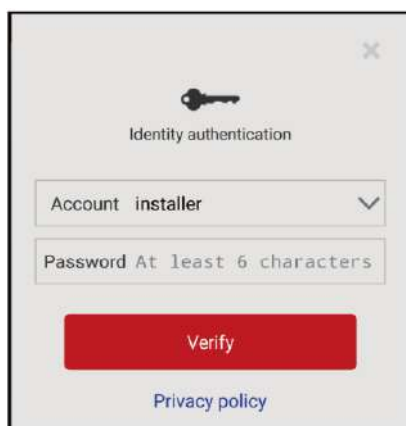 Identity authentication
Account installer
Password At least 6 characters
Verify
Privacy policy